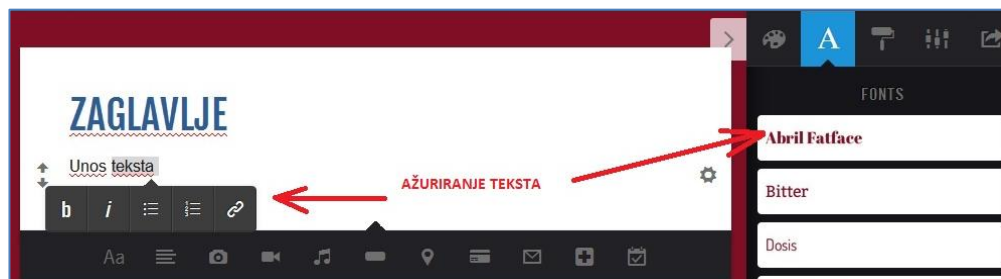 A
FONTS
ZAGLAVLJE
Abril Fatface
Unos teksta
AŽURIRANJE TEKSTA
Bitter
b i
Aa
Dosis